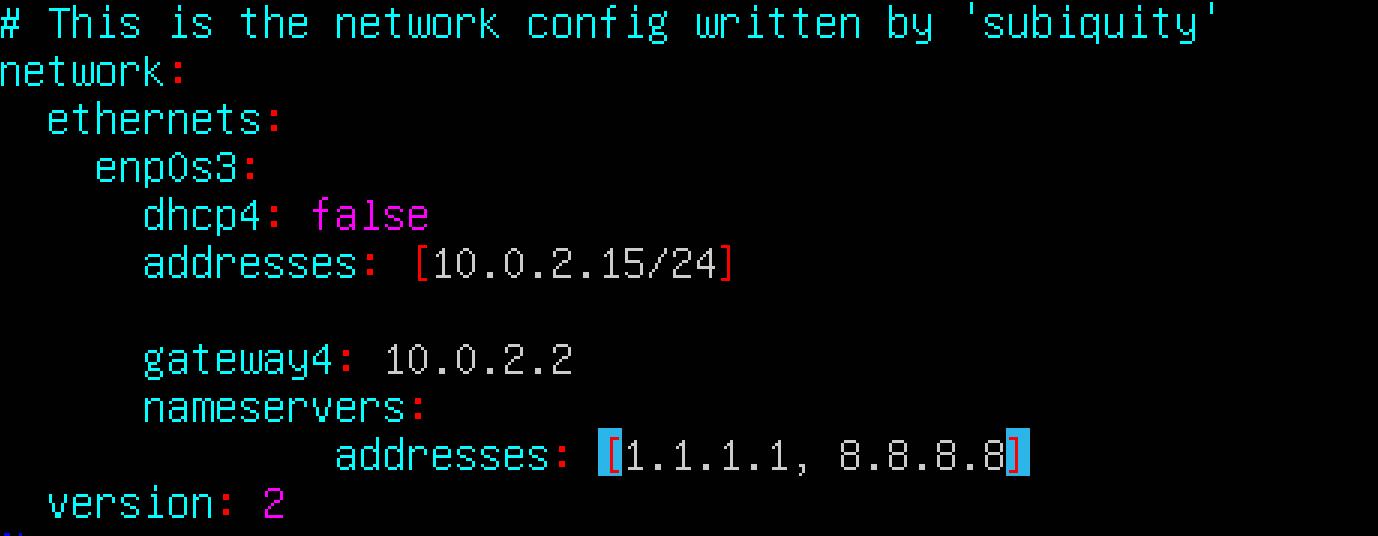 # This is the network config written by 'subiquity'
network:
  ethernets:
    enp0s3:
      dhcp4: false
      addresses: [10.0.2.15/24]

      gateway4: 10.0.2.2
      nameservers:
              addresses: [1.1.1.1, 8.8.8.8]
  version: 2